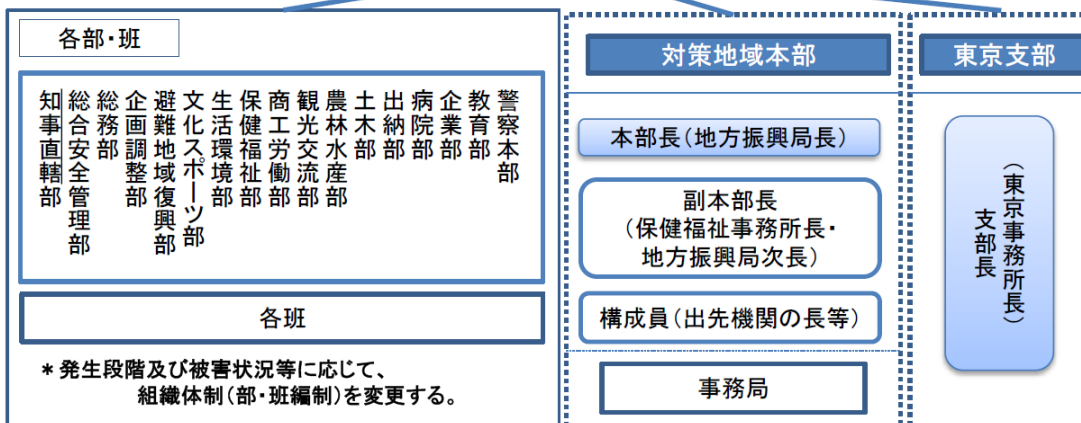 各部・班
知事直轄部
総合安全管理部
総務部
企画調整部
避難地域復興部
文化スポーツ部
生活環境部
保健福祉部
商工労働部
観光交流部
農林水産部
土木部
出納部
病院部
企業部
教育部
警察本部
各班
*発生段階及び被害状況等に応じて、
組織体制(部・班編制)を変更する。
対策地域本部
本部長(地方振興局長)
副本部長
(保健福祉事務所長・
地方振興局次長)
構成員(出先機関の長等)
事務局
東京支部
支部長
(東京事務所長)